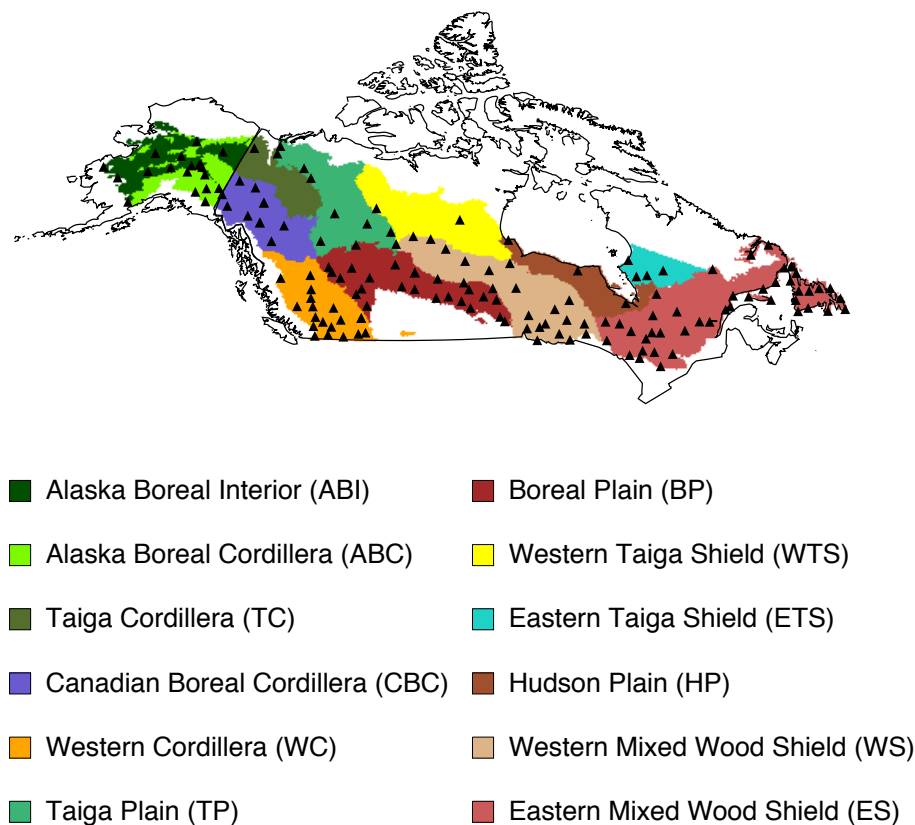 Alaska Boreal Interior (ABI)
Alaska Boreal Cordillera (ABC)
Taiga Cordillera (TC)
Canadian Boreal Cordillera (CBC)
Western Cordillera (WC)
Taiga Plain (TP)
Boreal Plain (BP)
Western Taiga Shield (WTS)
Eastern Taiga Shield (ETS)
Hudson Plain (HP)
Western Mixed Wood Shield (WS)
Eastern Mixed Wood Shield (ES)